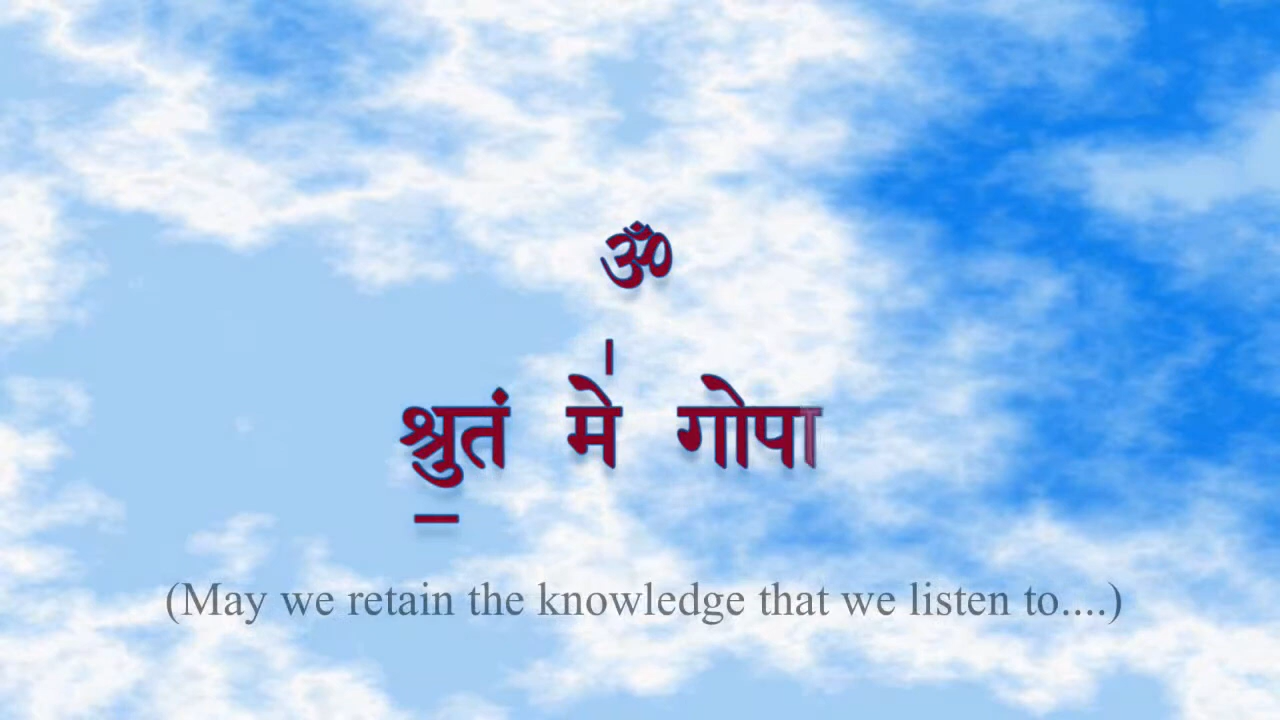 ॐ
श्रु॒तं मे॑ गोपा
(May we retain the knowledge that we listen to....)